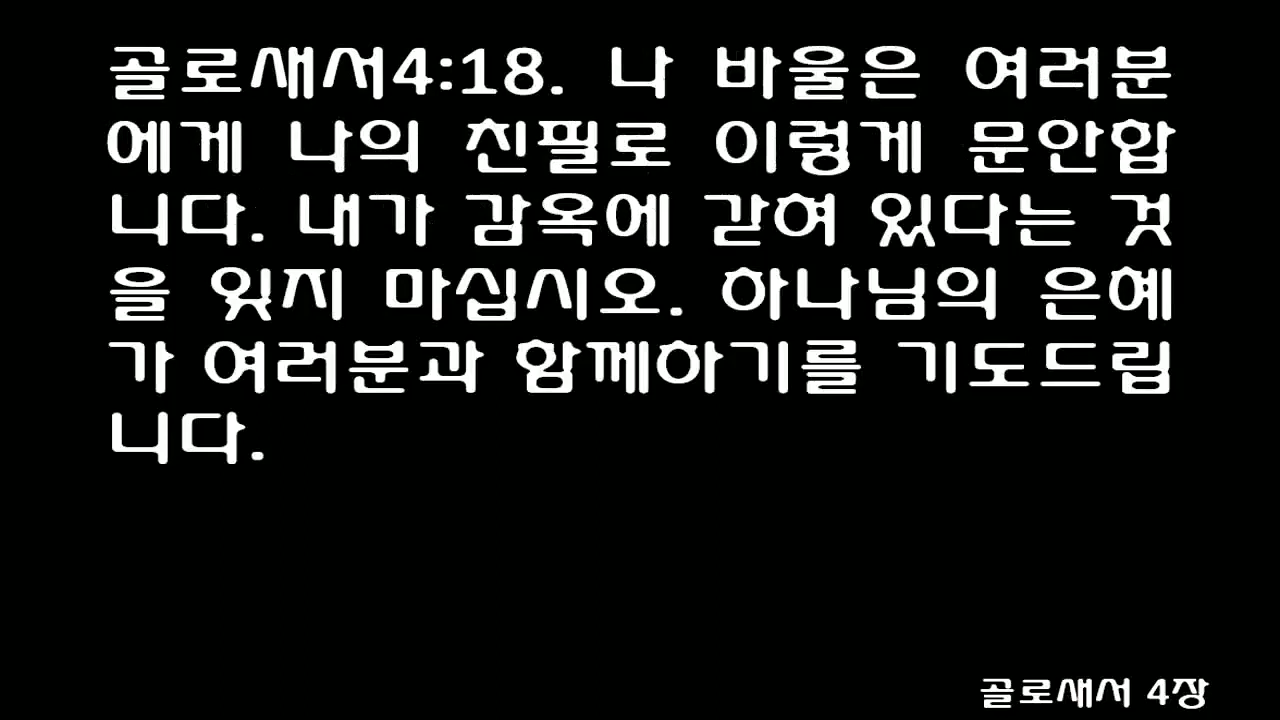 골로새서4:18. 나 바울은 여러분
에게 나의 친필로 이렇게 문안합
니다. 내가 감옥에 갇혀 있다는 것
을 잊지 마십시오. 하나님의 은혜
가 여러분과 함께하기를 기도드립
니다.
골로새서 4장